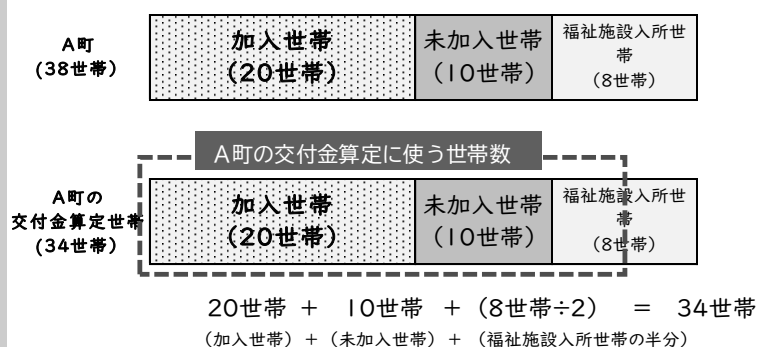 A町
(38世帯)
加入世帯
(20世帯)
未加入世帯
(10世帯)
福祉施設入所世
帯
(8世帯)
A町の交付金算定に使う世帯数
A町の
交付金算定世帯
(34世帯)
加入世帯
(20世帯)
未加入世帯
(10世帯)
福祉施設入所世
帯
(8世帯)
20世帯 + 10世帯 + (8世帯÷2) = 34世帯
(加入世帯) + (未加入世帯) + (福祉施設入所世帯の半分)